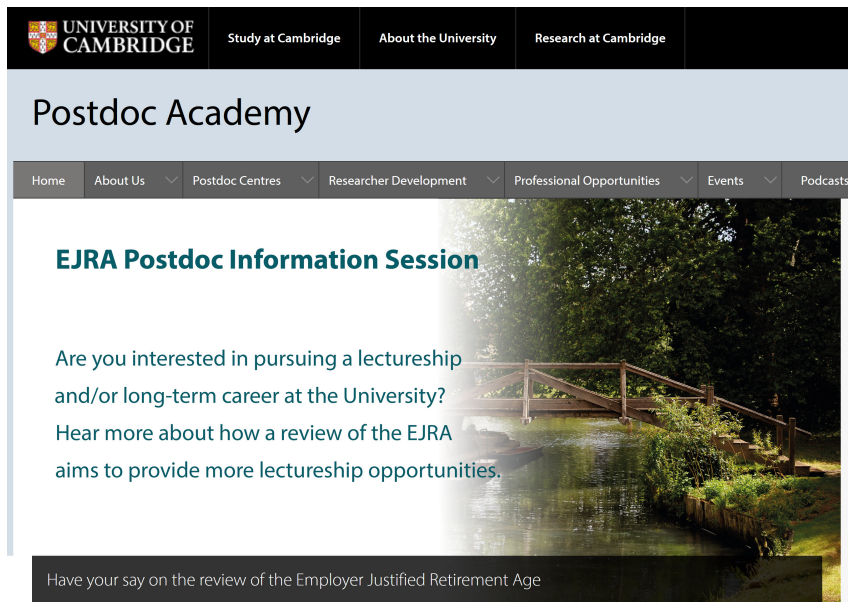 UNIVERSITY OF
CAMBRIDGE
Study at Cambridge
About the University
Research at Cambridge
Postdoc Academy
Home
About Us
Postdoc Centres
Researcher Development
Professional Opportunities
Events
Podcasts
EJRA Postdoc Information Session
Are you interested in pursuing a lectureship
and/or long-term career at the University?
Hear more about how a review of the EJRA
aims to provide more lectureship opportunities.
Have your say on the review of the Employer Justified Retirement Age